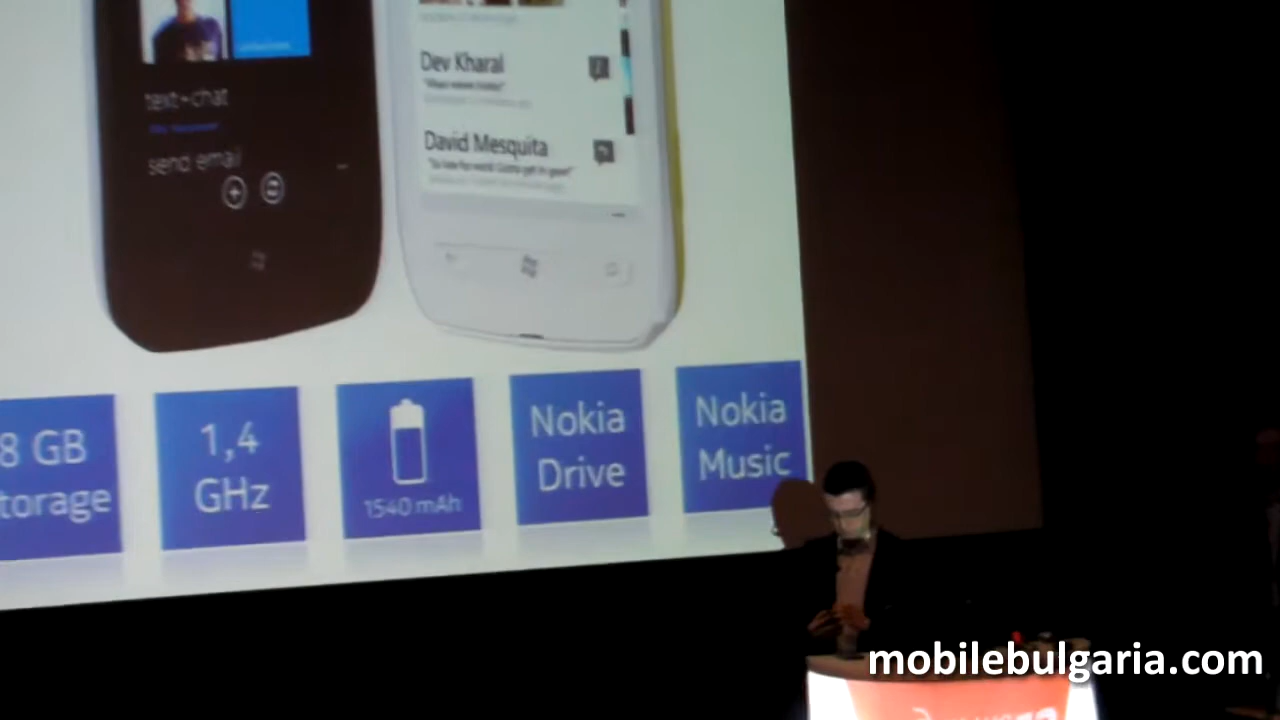 Dev Kharal
David Mesquita
text+chat
send email
8 GB
torage
1,4
GHz
1540 mAh
Nokia
Drive
Nokia
Music
mobilebulgaria.com